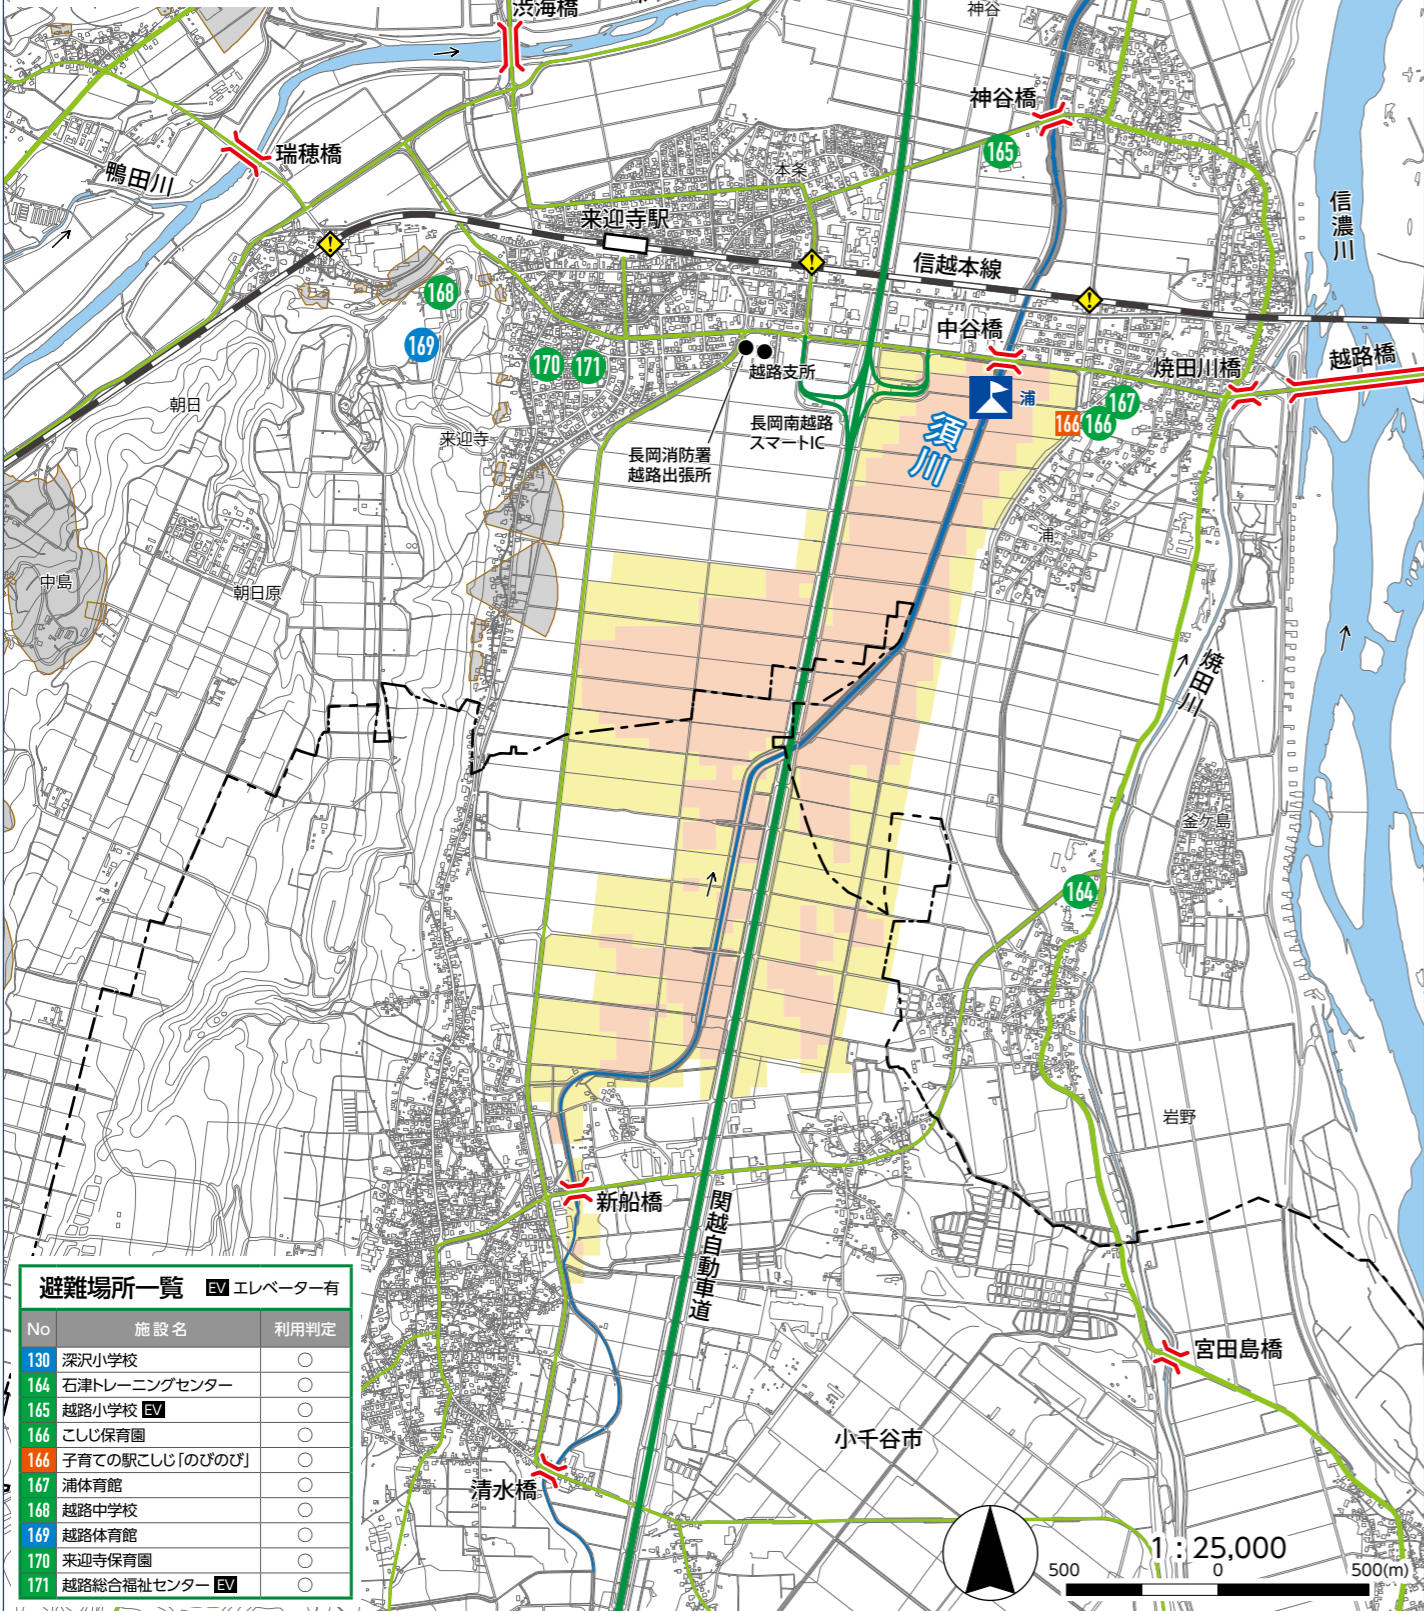 渋海橋
神谷
神谷橋
165
瑞穂橋
鴨田川
本条
来迎寺駅
信越本線
信濃川
168
169
中谷橋
170
171
越路支所
焼田川橋
越路橋
浦
167
166
166
朝日
来迎寺
長岡南越路
スマートIC
須川
長岡消防署
越路出張所
浦
中島
朝日原
焼田川
釜ケ島
164
岩野
新船橋
関越自動車道
宮田島橋
小千谷市
清水橋
避難場所一覧 EV エレベーター有
No 施設名 利用判定
130 深沢小学校 ○
164 石津トレーニングセンター ○
165 越路小学校 EV ○
166 こしじ保育園 ○
166 子育ての駅こしじ「のびのび」 ○
167 浦体育館 ○
168 越路中学校 ○
169 越路体育館 ○
170 来迎寺保育園 ○
171 越路総合福祉センター EV ○
1：25,000
500 0 500(m)